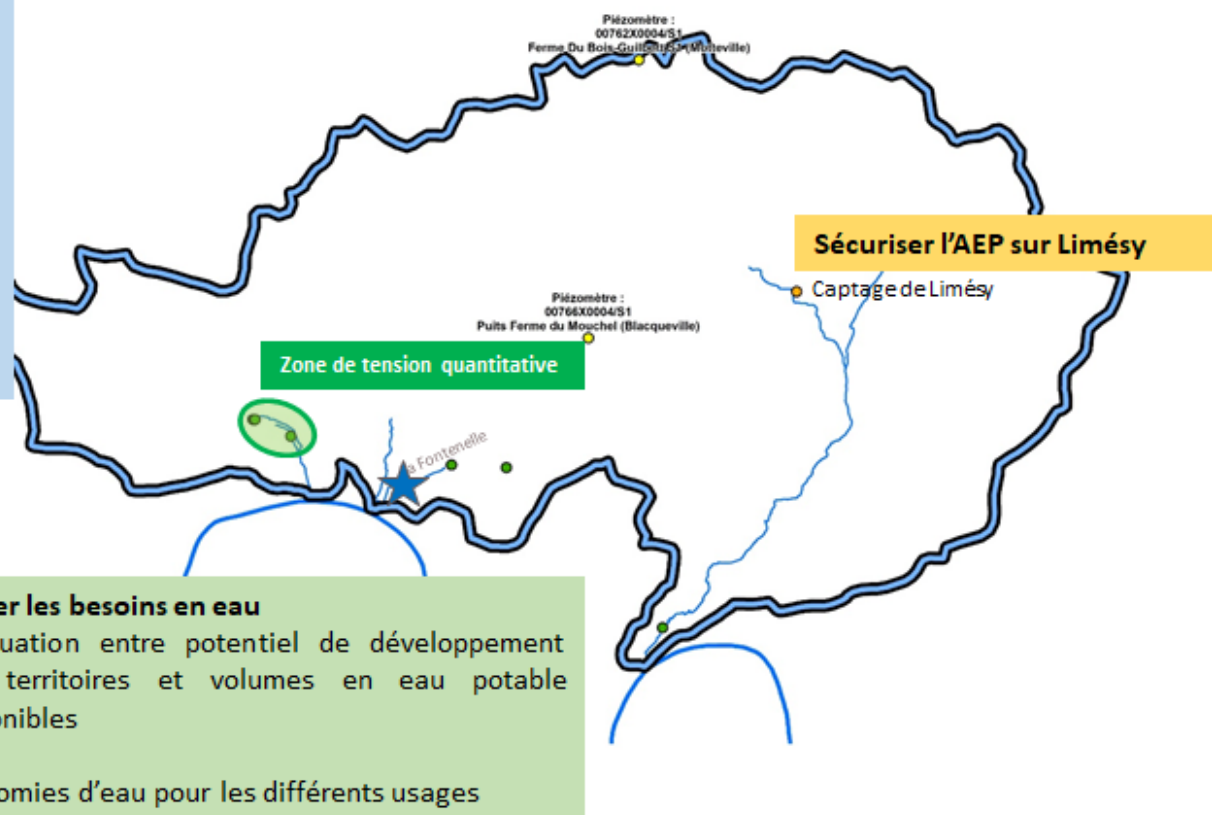 Piézomètre :
00762X0004/S1
Ferme Du Bois-Guilbert S1 (Motteville)
Sécuriser l'AEP sur Limésy
Captage de Limésy
Piézomètre :
00766X0004/S1
Puits Ferme du Mouchel (Blacqueville)
Zone de tension quantitative
a Fontenelle
er les besoins en eau
uation entre potentiel de développement
territoires et volumes en eau potable
onibles
omies d'eau pour les différents usages